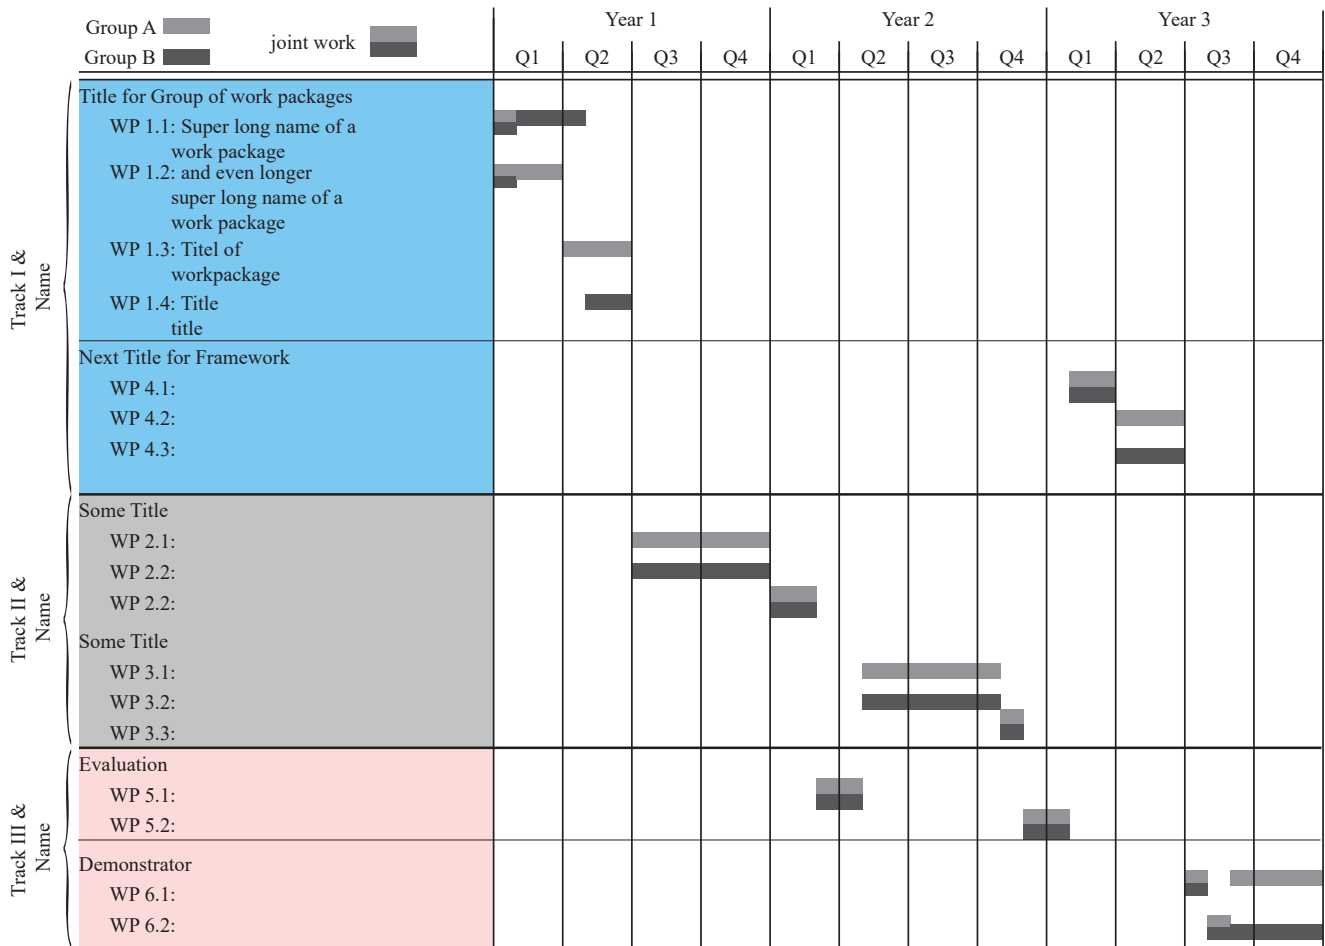 Group A
joint work
Group B
Year 1
Year 2
Year 3
Q1 Q2 Q3 Q4 Q1 Q2 Q3 Q4 Q1 Q2 Q3 Q4
Track I &
Name
Title for Group of work packages
WP 1.1: Super long name of a
work package
WP 1.2: and even longer
super long name of a
work package
WP 1.3: Titel of
workpackage
WP 1.4: Title
title
Next Title for Framework
WP 4.1:
WP 4.2:
WP 4.3:
Track II &
Name
Some Title
WP 2.1:
WP 2.2:
WP 2.2:
Some Title
WP 3.1:
WP 3.2:
WP 3.3:
Track III &
Name
Evaluation
WP 5.1:
WP 5.2:
Demonstrator
WP 6.1:
WP 6.2: